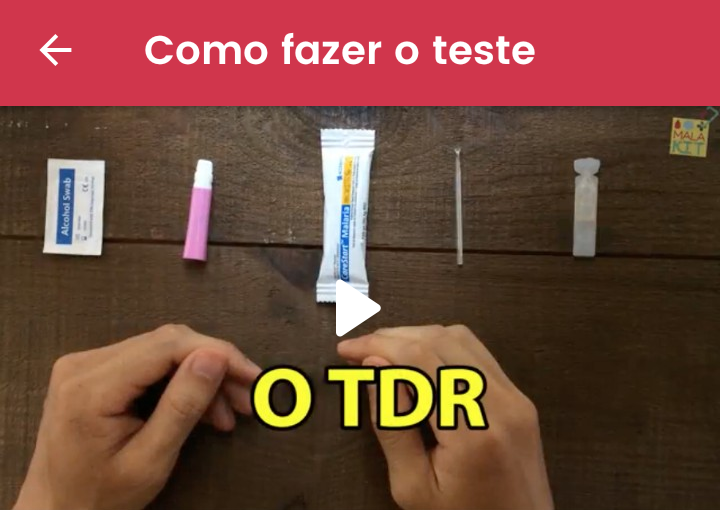 Como fazer o teste
MALA
KIT
Alcohol Swab
CareStart™ Malaria
O TDR